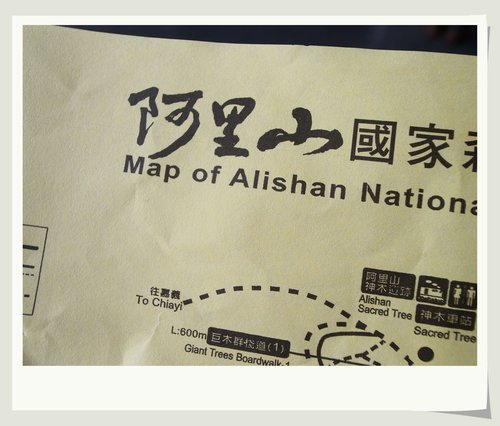 阿里山國家森
Map of Alishan Nationa
往嘉義
To Chiayi
阿里山
神木遺跡
Alishan
Sacred Tree
神木車站
Sacred Tree
L:600m 巨木群棧道(1)
Giant Trees Boardwalk-1